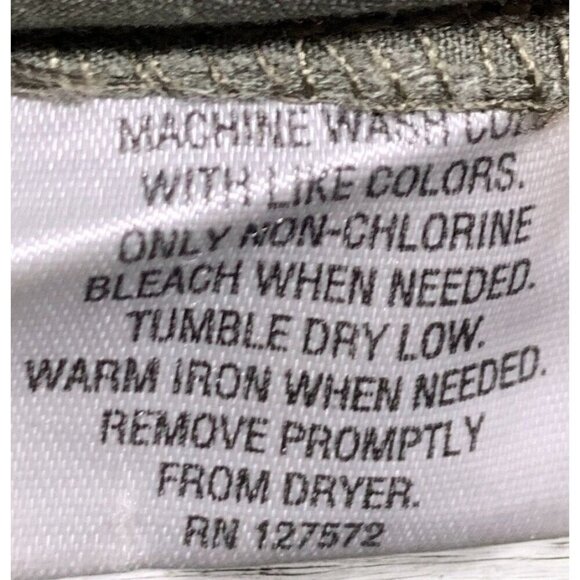 MACHINE WASH COL
WITH LIKE COLORS.
ONLY NON-CHLORINE
BLEACH WHEN NEEDED.
TUMBLE DRY LOW.
WARM IRON WHEN NEEDED.
REMOVE PROMPTLY
FROM DRYER.
RN 127572